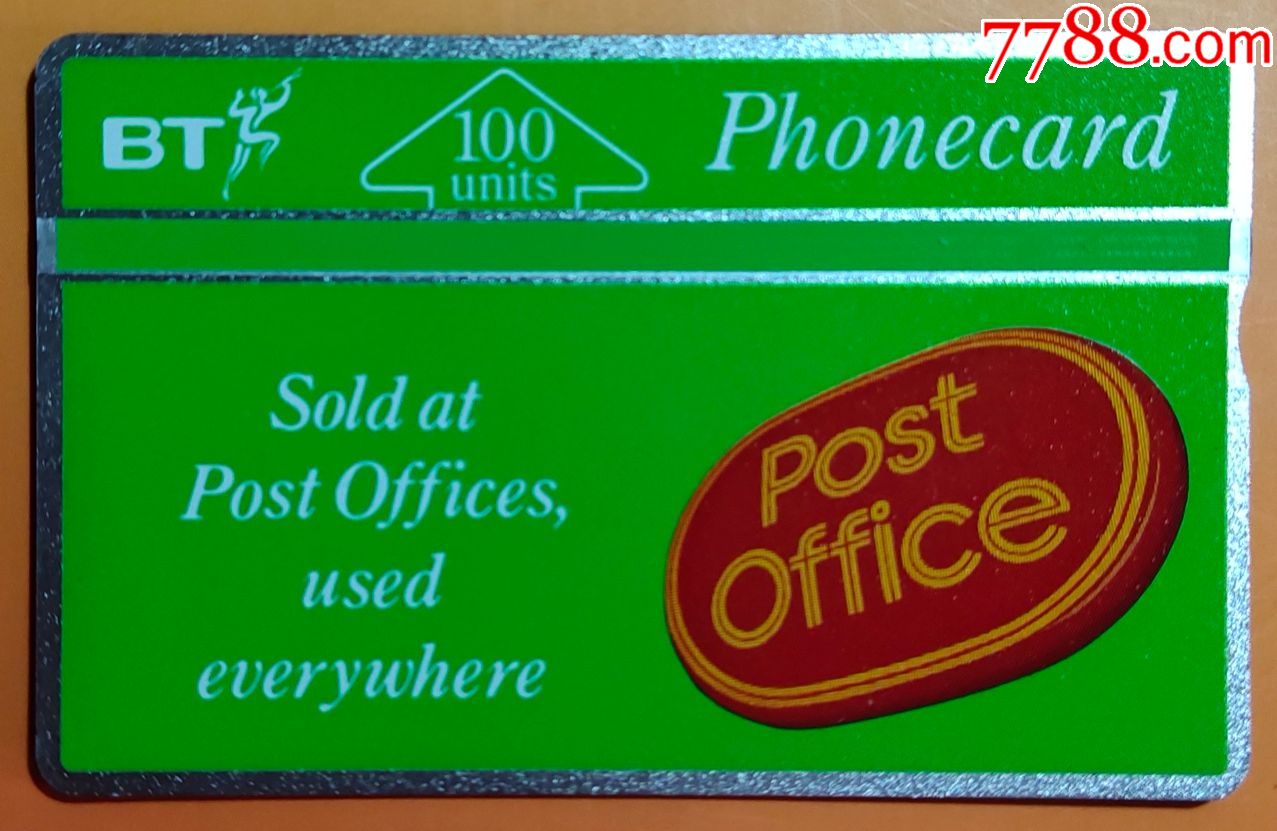 7788.com
BT
100
units
Phonecard
Sold at
Post Offices,
used
everywhere
Post
Office